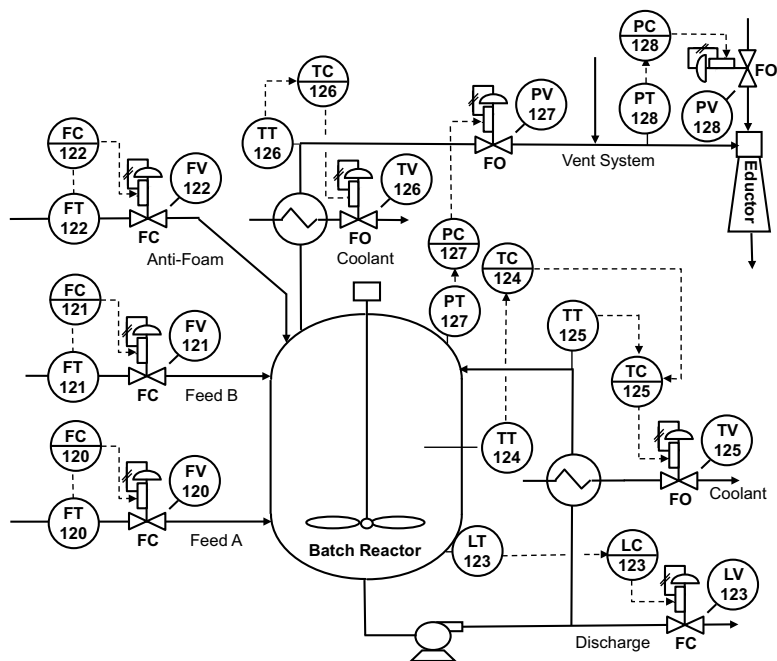 PC
128
FO
PT
128
PV
128
TC
126
TT
126
PV
127
FO
Vent System
Eductor
FC
122
FV
122
FT
122
FC
Anti-Foam
TV
126
FO
Coolant
PC
127
TC
124
PT
127
TT
125
FC
121
FV
121
FT
121
FC
Feed B
TC
125
FC
120
FV
120
FT
120
FC
Feed A
TT
124
TV
125
FO
Coolant
Batch Reactor
LT
123
LC
123
LV
123
FC
Discharge